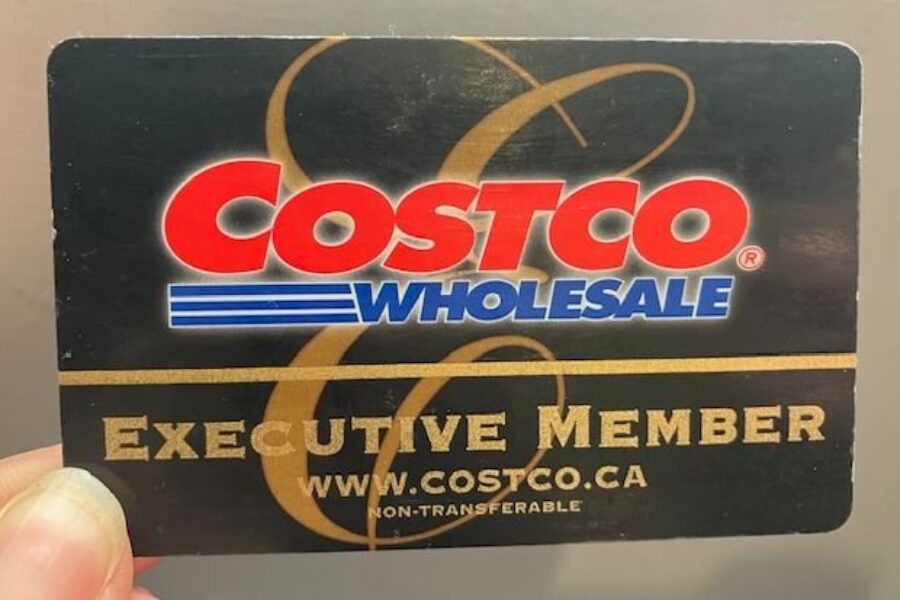 COSTCO®
WHOLESALE
EXECUTIVE MEMBER
WWW.COSTCO.CA
NON-TRANSFERABLE